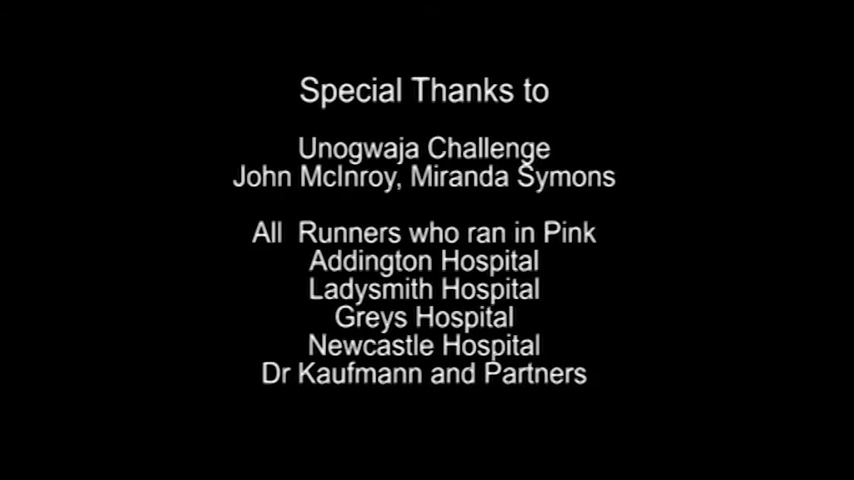 Special Thanks to
Unogwaja Challenge
John McInroy, Miranda Symons
All  Runners who ran in Pink
Addington Hospital
Ladysmith Hospital
Greys Hospital
Newcastle Hospital
Dr Kaufmann and Partners